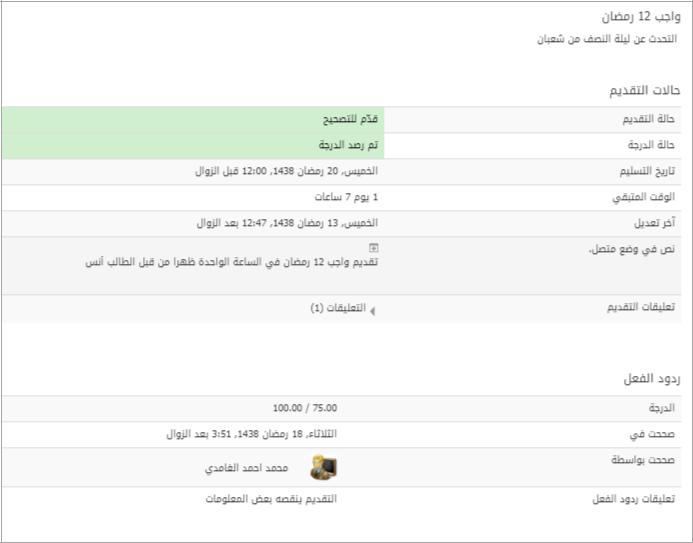 واجب 12 رمضان
التحدث عن ليلة النصف من شعبان
حالات التقديم
حالة التقديم قدّم للتصحيح
حالة الدرجة تم رصد الدرجة
تاريخ التسليم الخميس, 20 رمضان 1438, 12:00 قبل الزوال
الوقت المتبقي 1 يوم 7 ساعات
آخر تعديل الخميس, 13 رمضان 1438, 12:47 بعد الزوال
نص في وضع متصل.
تقديم واجب 12 رمضان في الساعة الواحدة ظهرا من قبل الطالب أنس
تعليقات التقديم التعليقات (1)
ردود الفعل
الدرجة 75.00 / 100.00
صححت في الثلاثاء, 18 رمضان 1438, 3:51 بعد الزوال
صححت بواسطة محمد احمد الغامدي
تعليقات ردود الفعل التقديم ينقصه بعض المعلومات